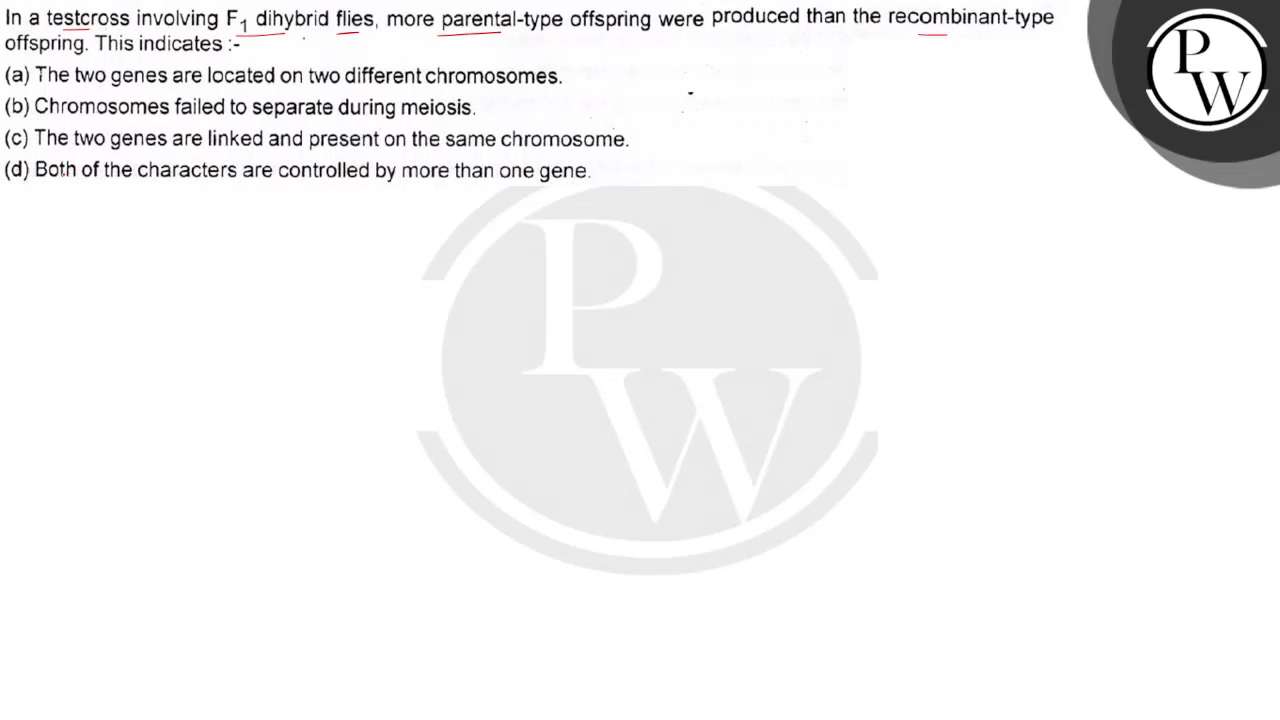 In a testcross involving F1 dihybrid flies, more parental-type offspring were produced than the recombinant-type
offspring. This indicates :-
(a) The two genes are located on two different chromosomes.
(b) Chromosomes failed to separate during meiosis.
(c) The two genes are linked and present on the same chromosome.
(d) Both of the characters are controlled by more than one gene.
PW
PW